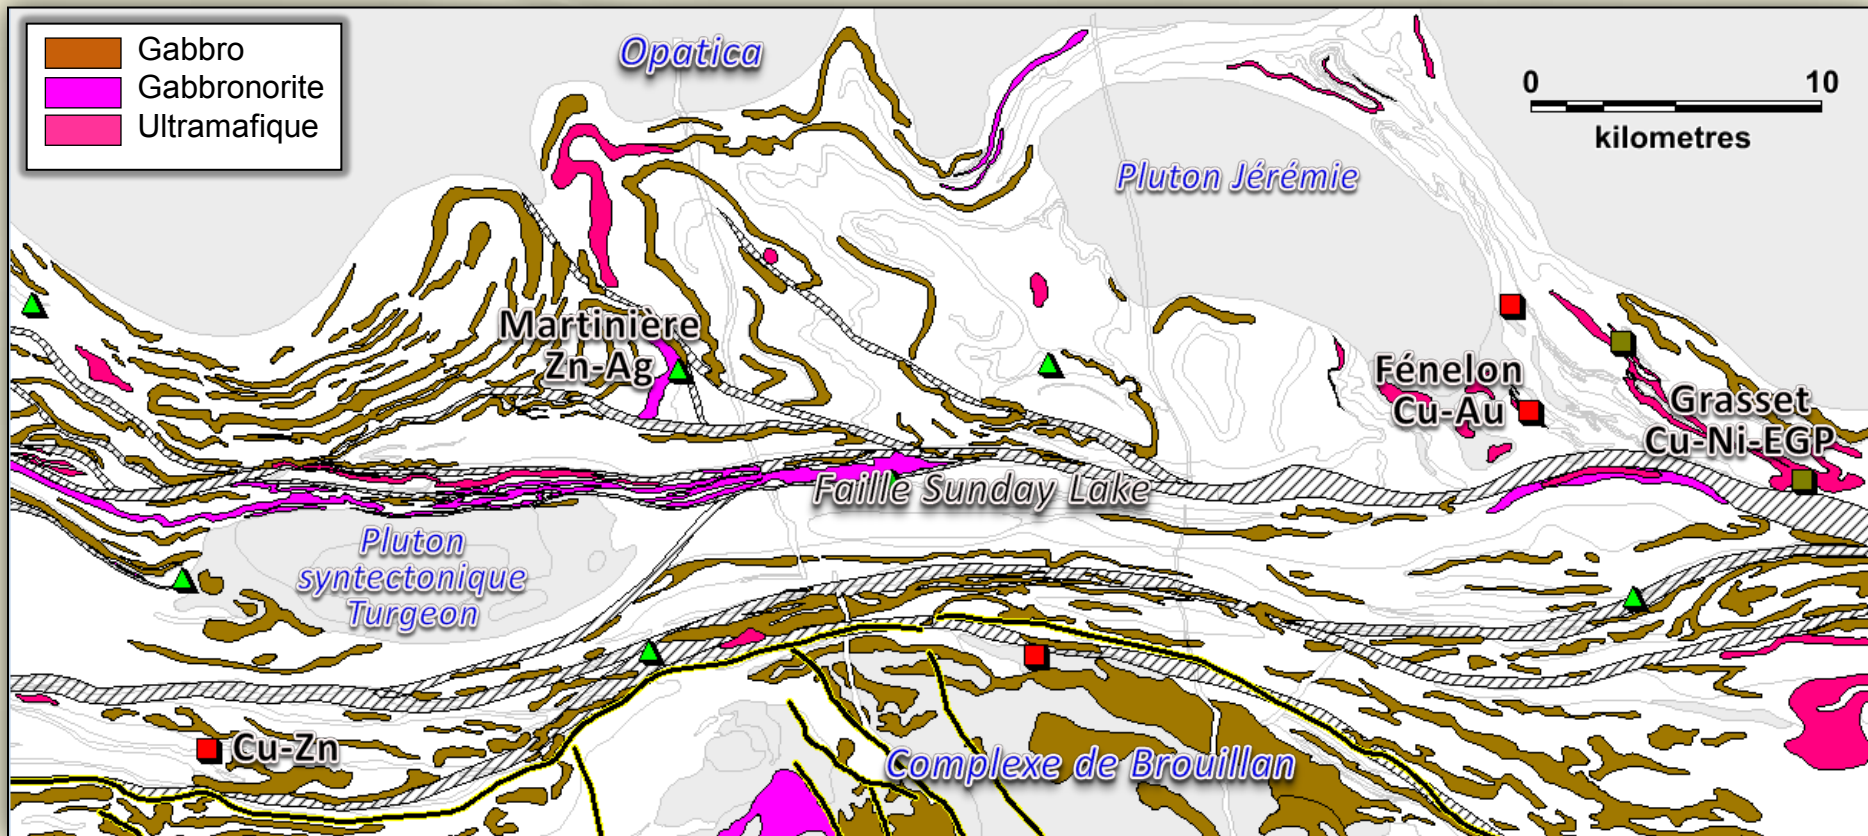 Gabbro
Gabbronorite
Ultramafique
Opatica
0 10
kilometres
Pluton Jérémie
Martinière
Zn-Ag
Fénelon
Cu-Au
Grasset
Cu-Ni-EGP
Faille Sunday Lake
Pluton
syntectonique
Turgeon
Cu-Zn
Complexe de Brouillan